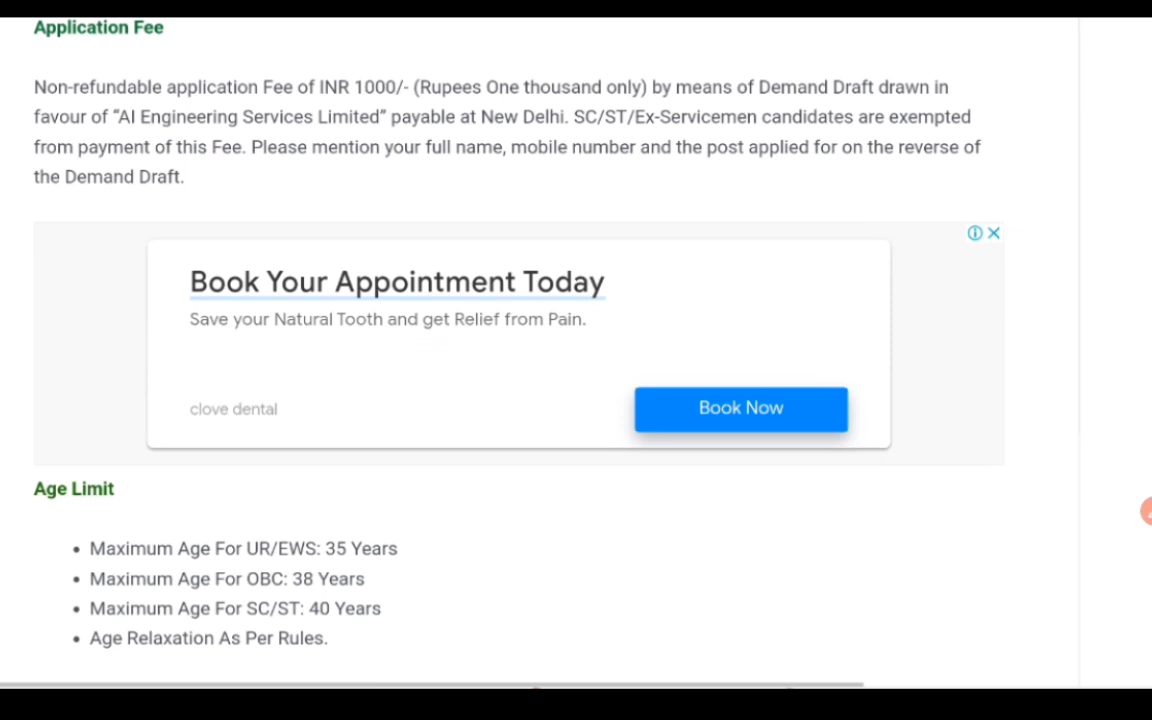 Application Fee
Non-refundable application Fee of INR 1000/- (Rupees One thousand only) by means of Demand Draft drawn in
favour of “AI Engineering Services Limited” payable at New Delhi. SC/ST/Ex-Servicemen candidates are exempted
from payment of this Fee. Please mention your full name, mobile number and the post applied for on the reverse of
the Demand Draft.
Book Your Appointment Today
Save your Natural Tooth and get Relief from Pain.
clove dental
Book Now
Age Limit
• Maximum Age For UR/EWS: 35 Years
• Maximum Age For OBC: 38 Years
• Maximum Age For SC/ST: 40 Years
• Age Relaxation As Per Rules.